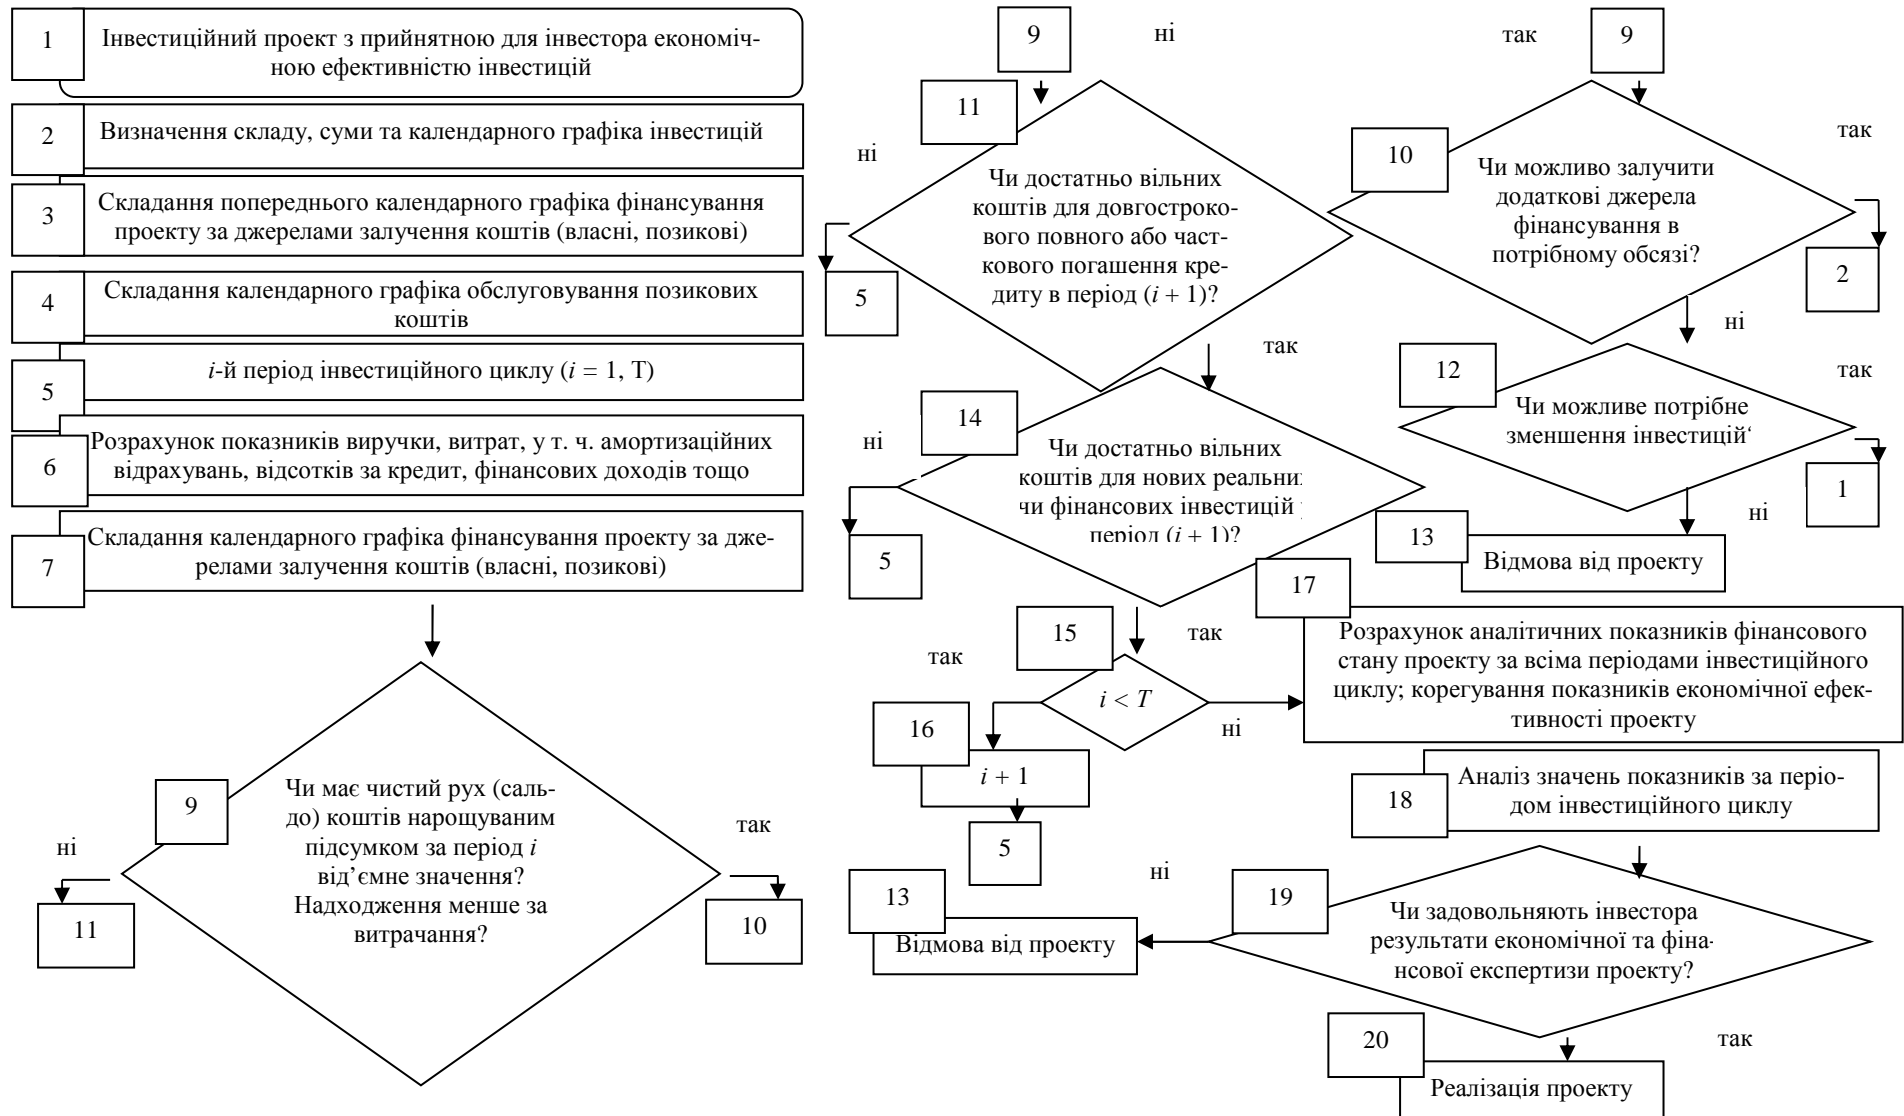 1
Інвестиційний проект з прийнятною для інвестора економіч-
ною ефективністю інвестицій
2
Визначення складу, суми та календарного графіка інвестицій
3
Складання попереднього календарного графіка фінансування
проекту за джерелами залучення коштів (власні, позикові)
4
Складання календарного графіка обслуговування позикових
коштів
5
i-й період інвестиційного циклу (i = 1, T)
6
Розрахунок показників виручки, витрат, у т. ч. амортизаційних
відрахувань, відсотків за кредит, фінансових доходів тощо
7
Складання календарного графіка фінансування проекту за дже-
релами залучення коштів (власні, позикові)
9
Чи має чистий рух (саль-
до) коштів нарощуваним
підсумком за період i
від’ємне значення?
Надходження менше за
витрачання?
ні
11
так
10
9
ні
11
ні
Чи достатньо вільних
коштів для довгостроко-
вого повного або част-
кового погашення кре-
диту в період (i + 1)?
5
так
14
ні
Чи достатньо вільних
коштів для нових реальни
чи фінансових інвестицій
період (i + 1)?
5
15
так
так
i < T
ні
16
i + 1
5
так
9
10
так
Чи можливо залучити
додаткові джерела
фінансування в
потрібному обсязі?
2
ні
12
так
Чи можливе потрібне
зменшення інвестицій
1
ні
13
Відмова від проекту
17
Розрахунок аналітичних показників фінансового
стану проекту за всіма періодами інвестиційного
циклу; корегування показників економічної ефек-
тивності проекту
18
Аналіз значень показників за періо-
дом інвестиційного циклу
19
ні
Чи задовольняють інвестора
результати економічної та фіна-
нсової експертизи проекту?
13
Відмова від проекту
так
20
Реалізація проекту